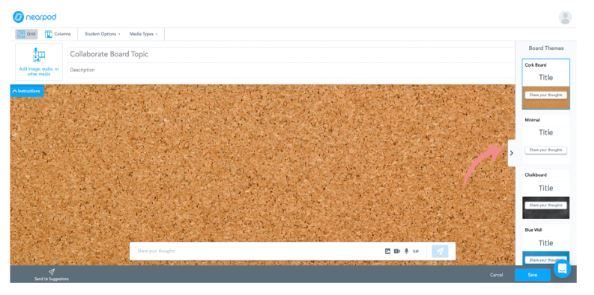 nearpod
Grid
Columns
Student Options
Media Types
Add image, audio, or
other media
Collaborate Board Topic
Description
Instructions
Board Themes
Cork Board
Title
Share your thoughts
Minimal
Title
Share your thoughts
Chalkboard
Title
Share your thoughts
Blue Wall
Title
Share your thoughts
Share your thoughts
GIF
Send to Suggestions
Cancel
Save